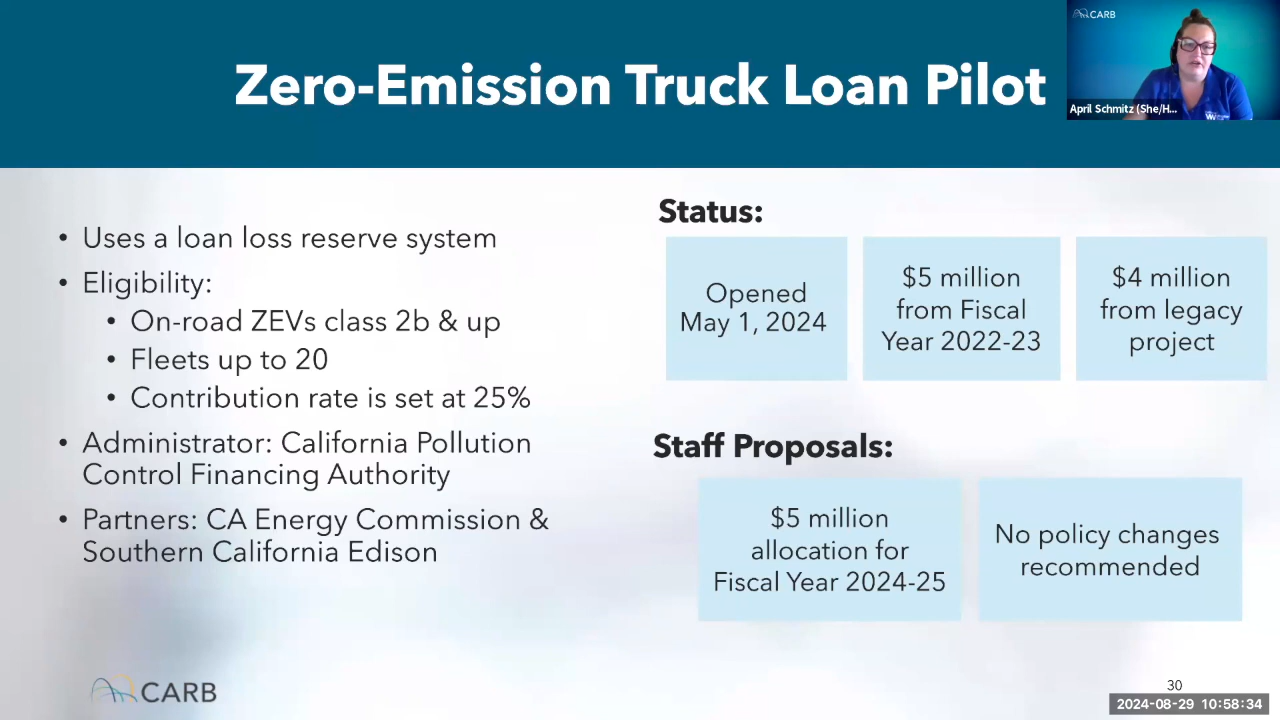 Zero-Emission Truck Loan Pilot
CARB
April Schmitz (She/H...
• Uses a loan loss reserve system
• Eligibility:
• On-road ZEVs class 2b & up
• Fleets up to 20
• Contribution rate is set at 25%
• Administrator: California Pollution
Control Financing Authority
• Partners: CA Energy Commission &
Southern California Edison
Status:
Opened
May 1, 2024
$5 million
from Fiscal
Year 2022-23
$4 million
from legacy
project
Staff Proposals:
$5 million
allocation for
Fiscal Year 2024-25
No policy changes
recommended
CARB
30
2024-08-29 10:58:34